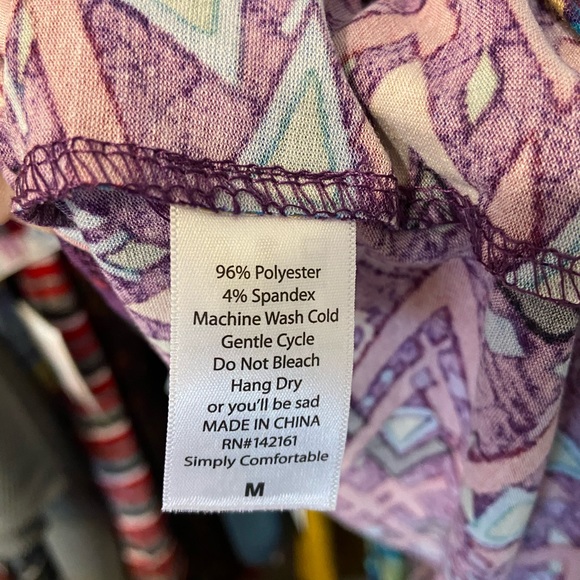 96% Polyester
4% Spandex
Machine Wash Cold
Gentle Cycle
Do Not Bleach
Hang Dry
or you'll be sad
MADE IN CHINA
RN#142161
Simply Comfortable
M